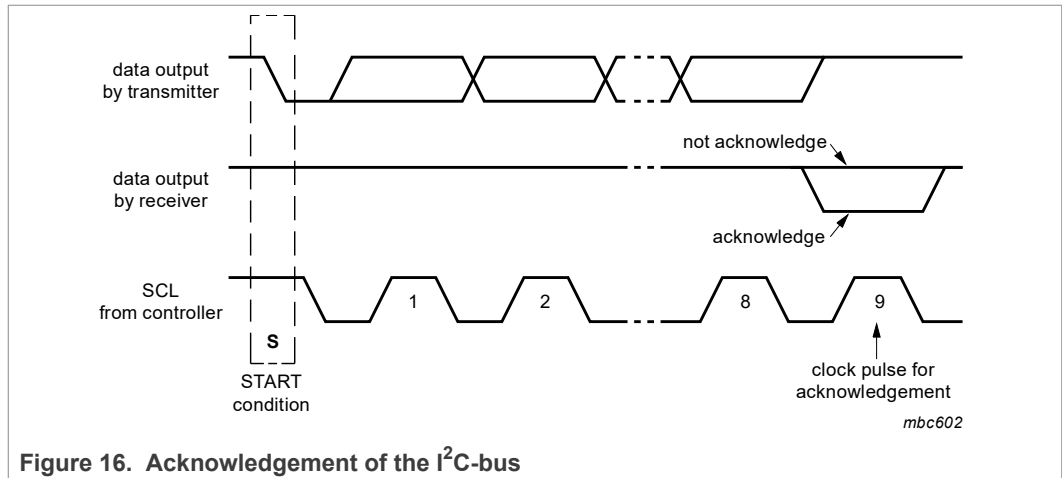 data output
by transmitter
not acknowledge
data output
by receiver
acknowledge
SCL
from controller
1
2
8
9
S
START
condition
clock pulse for
acknowledgement
mbc602
Figure 16. Acknowledgement of the I²C-bus